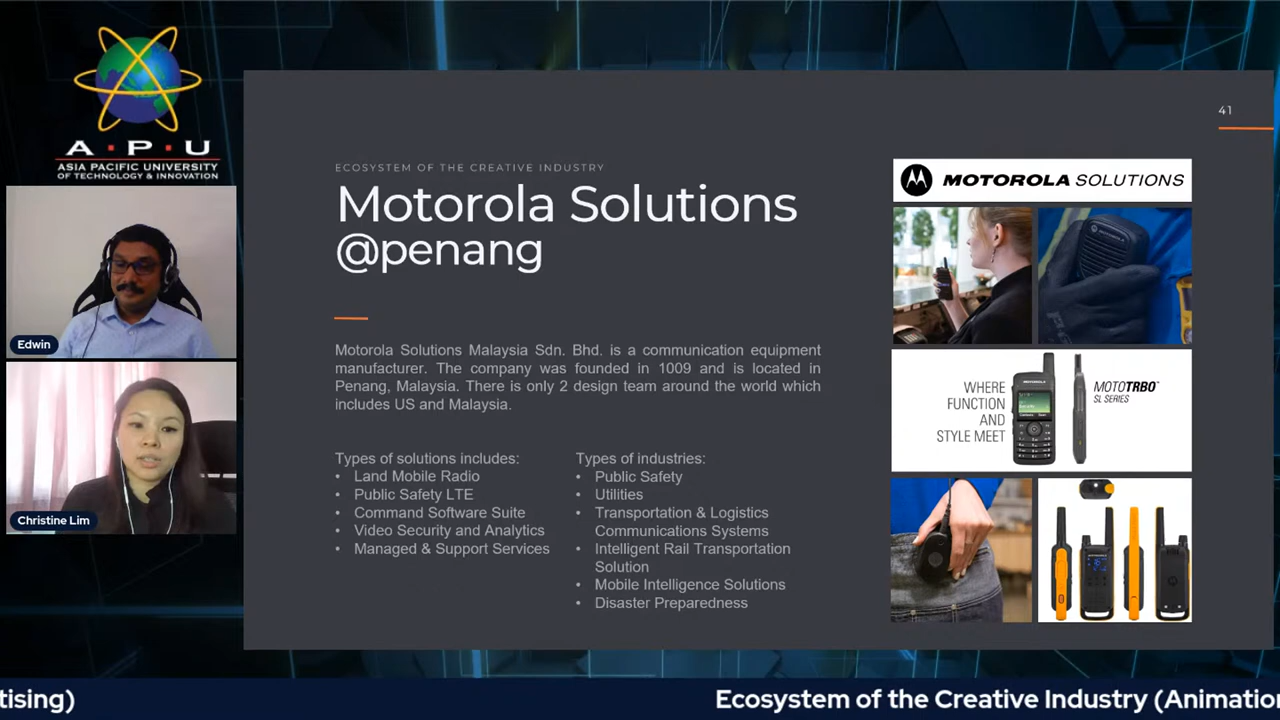 A·P·U
ASIA PACIFIC UNIVERSITY
OF TECHNOLOGY & INNOVATION
Edwin
Christine Lim
41
ECOSYSTEM OF THE CREATIVE INDUSTRY
Motorola Solutions
@penang
Motorola Solutions Malaysia Sdn. Bhd. is a communication equipment
manufacturer. The company was founded in 1009 and is located in
Penang, Malaysia. There is only 2 design team around the world which
includes US and Malaysia.
Types of solutions includes:
• Land Mobile Radio
• Public Safety LTE
• Command Software Suite
• Video Security and Analytics
• Managed & Support Services
Types of industries:
• Public Safety
• Utilities
• Transportation & Logistics
Communications Systems
• Intelligent Rail Transportation
Solution
• Mobile Intelligence Solutions
• Disaster Preparedness
MOTOROLA SOLUTIONS
WHERE
FUNCTION
AND
STYLE MEET
MOTOTRBO™
SL SERIES
tising)
Ecosystem of the Creative Industry (Animation